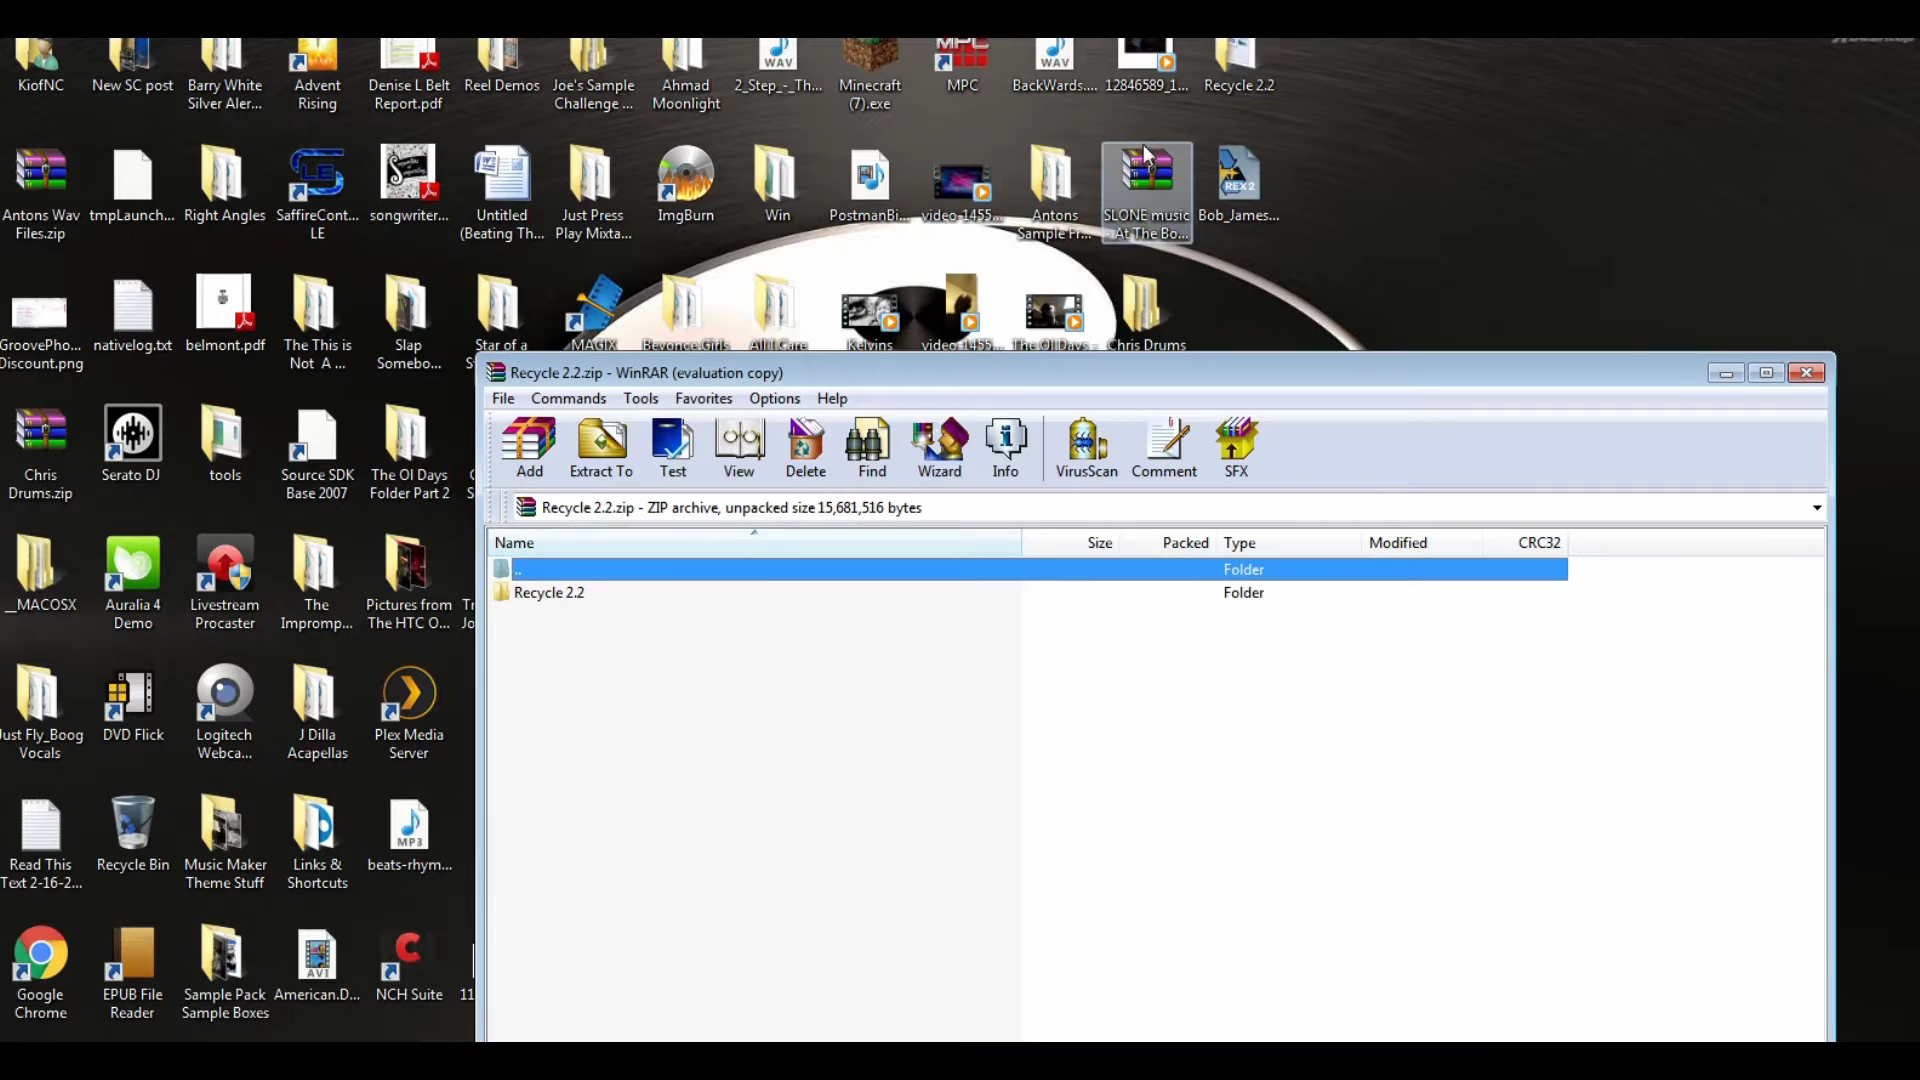 KiofNC
New SC post
Barry White
Silver Aler...
Advent
Rising
Denise L Belt
Report.pdf
Reel Demos
Joe's Sample
Challenge ...
Ahmad
Moonlight
WAV
2_Step_-_Th...
Minecraft
(7).exe
MPC
MPC
WAV
BackWards....
12846589_1...
Recycle 2.2
Antons Wav
Files.zip
tmpLaunch...
Right Angles
SaffireCont...
LE
songwriter...
Untitled
(Beating Th...
Just Press
Play Mixta...
ImgBurn
Win
PostmanBi...
video-1455...
Antons
Sample Fr...
SLONE music
- At The Bo...
REX2
Bob_James...
GroovePho...
Discount.png
nativelog.txt
belmont.pdf
The This is
Not A ...
Slap
Somebo...
Star of a
MAGIX
Beyonce Girls
All I Care
Kelvins
video-1455...
The Ol Days -
Chris Drums
Recycle 2.2.zip - WinRAR (evaluation copy)
File
Commands
Tools
Favorites
Options
Help
Add
Extract To
Test
View
Delete
Find
Wizard
Info
VirusScan
Comment
SFX
Recycle 2.2.zip - ZIP archive, unpacked size 15,681,516 bytes
Name
Size
Packed
Type
Modified
CRC32
..
Folder
Recycle 2.2
Folder
Chris
Drums.zip
Serato DJ
tools
Source SDK
Base 2007
The Ol Days
Folder Part 2
__MACOSX
Auralia 4
Demo
Livestream
Procaster
The
Impromp...
Pictures from
The HTC O...
Just Fly_Boog
Vocals
DVD Flick
Logitech
Webca...
J Dilla
Acapellas
Plex Media
Server
Read This
Text 2-16-2...
Recycle Bin
Music Maker
Theme Stuff
Links &
Shortcuts
MP3
beats-rhym...
Google
Chrome
EPUB File
Reader
Sample Pack
Sample Boxes
AVI
American.D...
NCH Suite
11